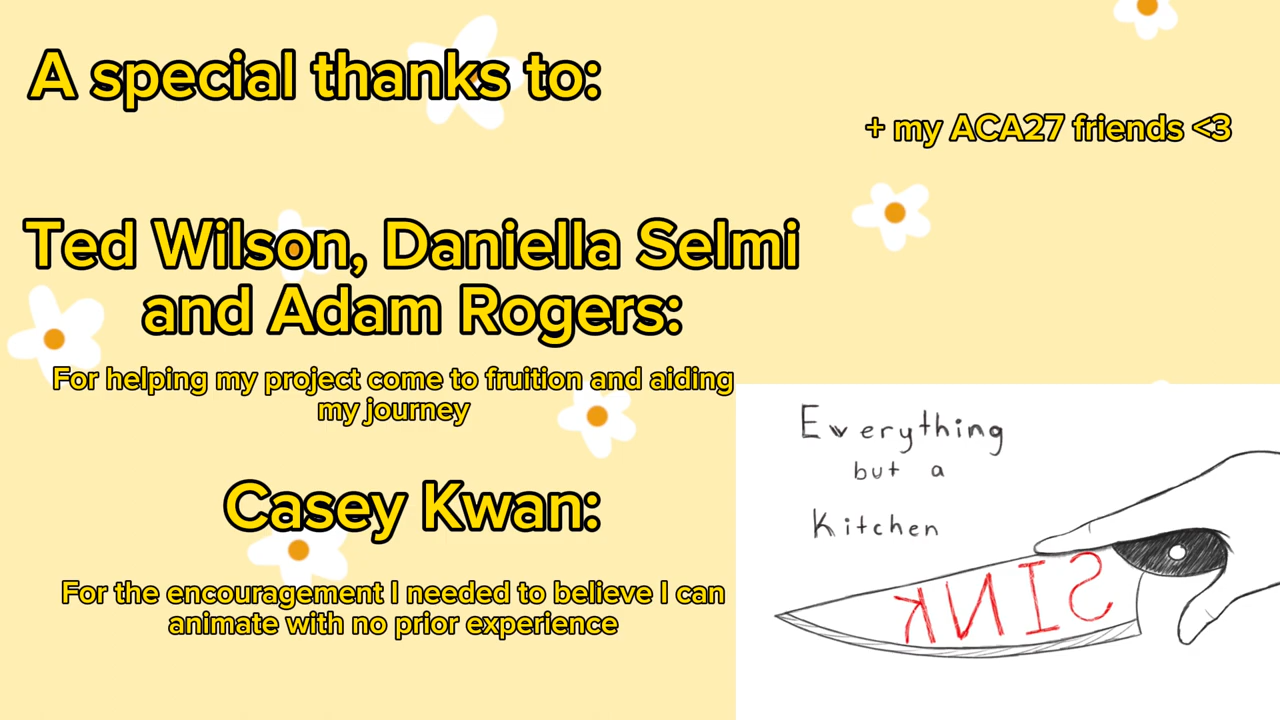 A special thanks to:
+ my ACA27 friends <3
Ted Wilson, Daniella Selmi
and Adam Rogers:
For helping my project come to fruition and aiding
my journey
Casey Kwan:
For the encouragement I needed to believe I can
animate with no prior experience
Everything
but a
Kitchen
SINK